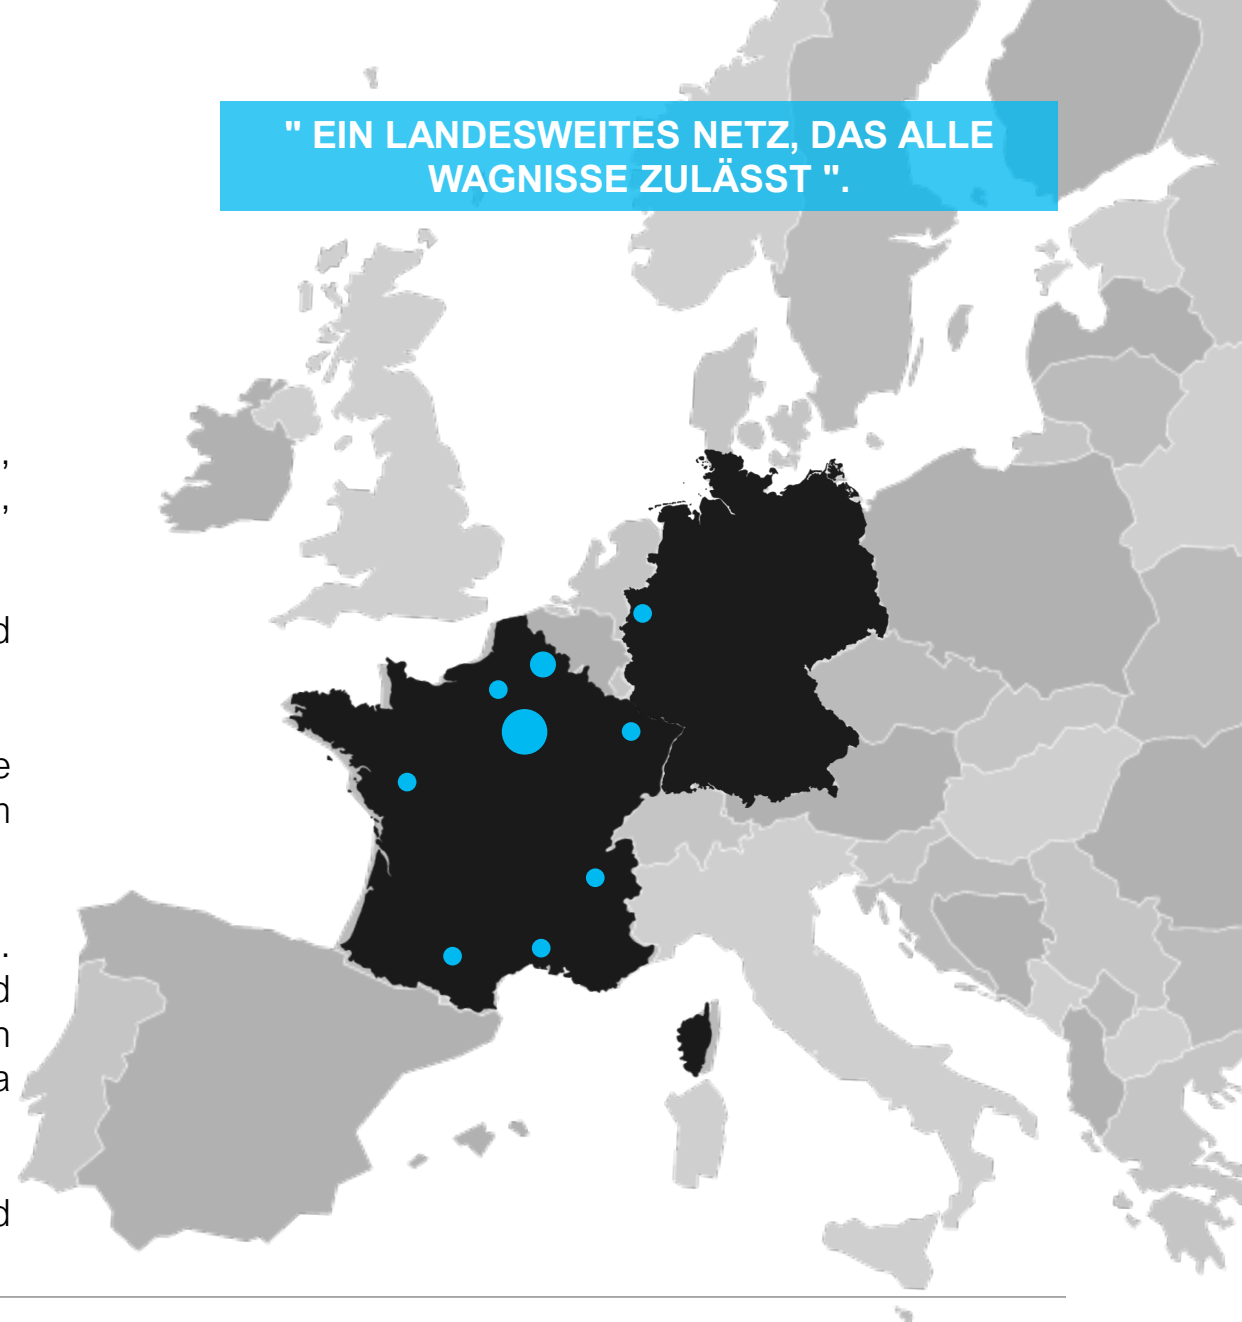 " EIN LANDESWEITES NETZ, DAS ALLE
WAGNISSE ZULÄSST ".
,
,
d
e
n
.
d
n
a
d